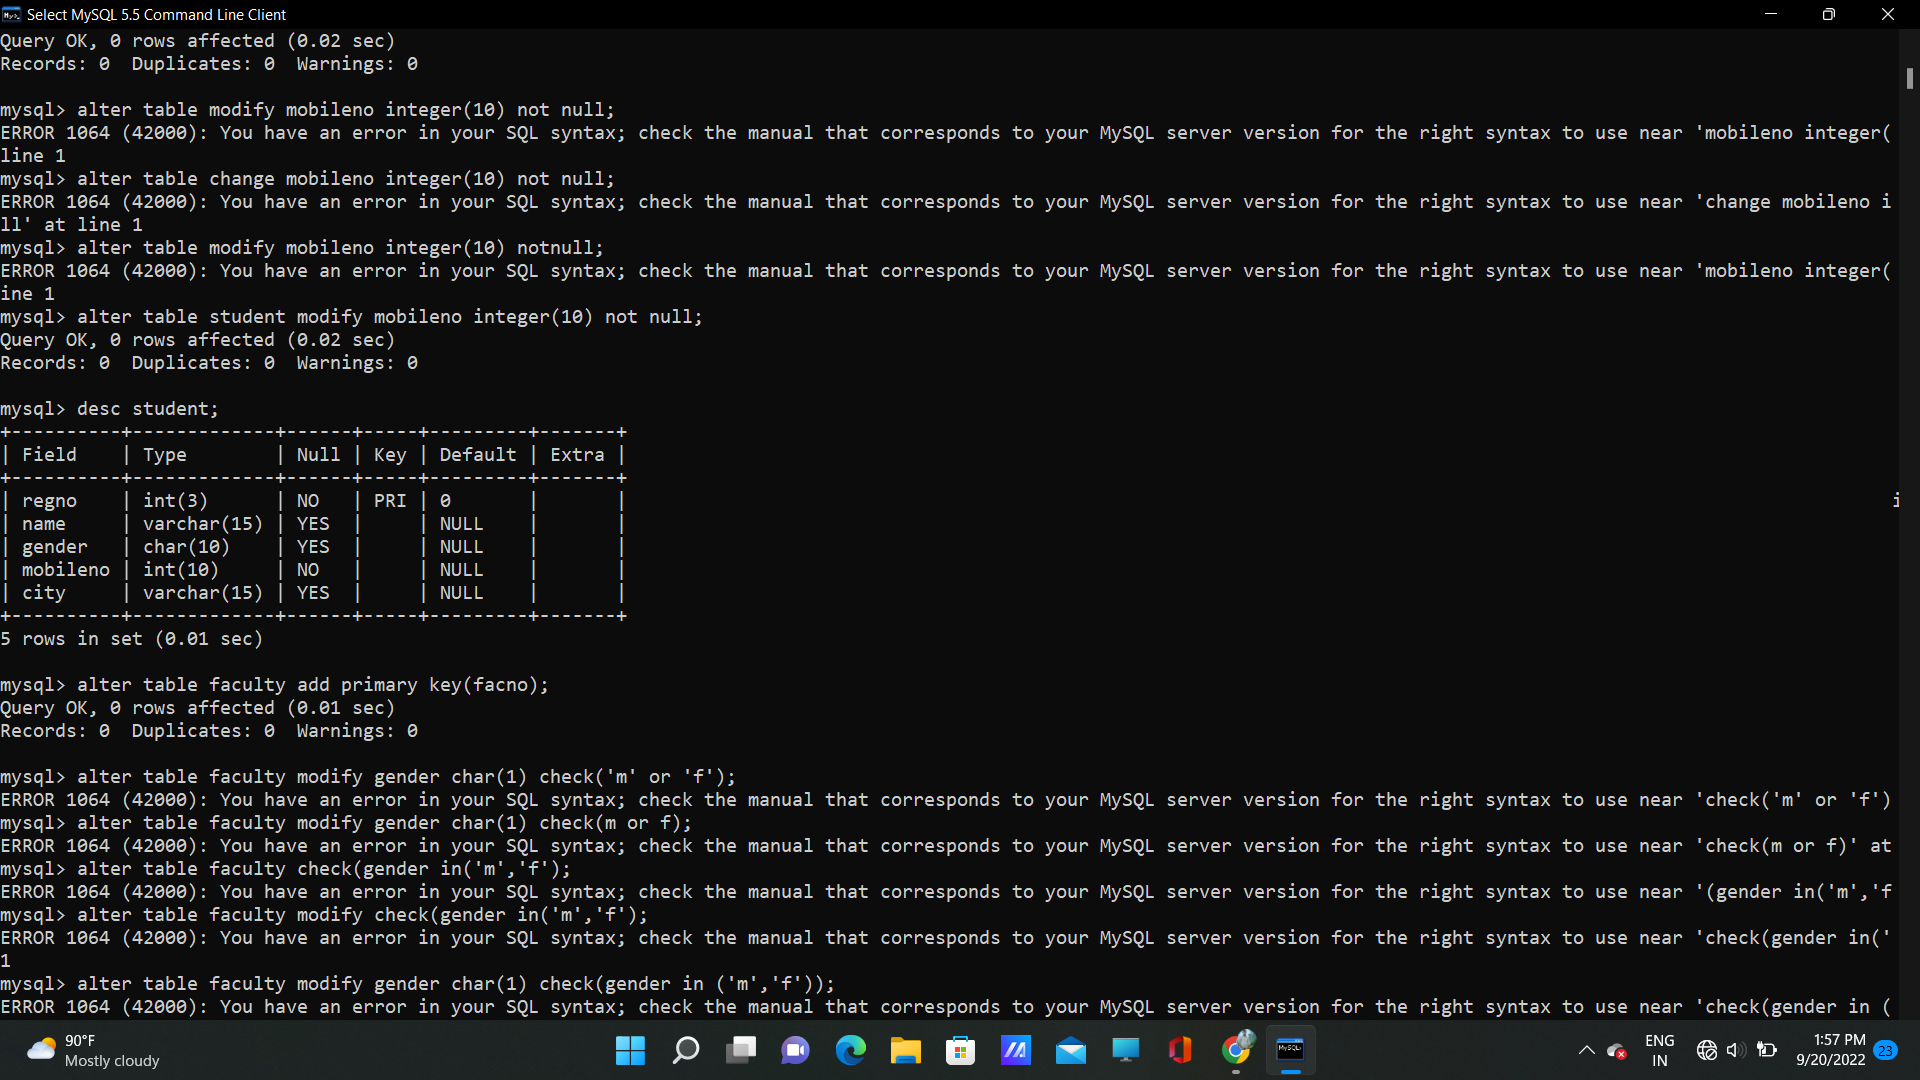 Select MySQL 5.5 Command Line Client
Query OK, 0 rows affected (0.02 sec)
Records: 0  Duplicates: 0  Warnings: 0
mysql> alter table modify mobileno integer(10) not null;
ERROR 1064 (42000): You have an error in your SQL syntax; check the manual that corresponds to your MySQL server version for the right syntax to use near 'mobileno integer(
line 1
mysql> alter table change mobileno integer(10) not null;
ERROR 1064 (42000): You have an error in your SQL syntax; check the manual that corresponds to your MySQL server version for the right syntax to use near 'change mobileno i
ll' at line 1
mysql> alter table modify mobileno integer(10) notnull;
ERROR 1064 (42000): You have an error in your SQL syntax; check the manual that corresponds to your MySQL server version for the right syntax to use near 'mobileno integer(
ine 1
mysql> alter table student modify mobileno integer(10) not null;
Query OK, 0 rows affected (0.02 sec)
Records: 0  Duplicates: 0  Warnings: 0
mysql> desc student;
+----------+-------------+------+-----+---------+-------+
| Field    | Type        | Null | Key | Default | Extra |
+----------+-------------+------+-----+---------+-------+
| regno    | int(3)      | NO   | PRI | 0       |       | i
| name     | varchar(15) | YES  |     | NULL    |       |
| gender   | char(10)    | YES  |     | NULL    |       |
| mobileno | int(10)     | NO   |     | NULL    |       |
| city     | varchar(15) | YES  |     | NULL    |       |
+----------+-------------+------+-----+---------+-------+
5 rows in set (0.01 sec)
mysql> alter table faculty add primary key(facno);
Query OK, 0 rows affected (0.01 sec)
Records: 0  Duplicates: 0  Warnings: 0
mysql> alter table faculty modify gender char(1) check('m' or 'f');
ERROR 1064 (42000): You have an error in your SQL syntax; check the manual that corresponds to your MySQL server version for the right syntax to use near 'check('m' or 'f')
mysql> alter table faculty modify gender char(1) check(m or f);
ERROR 1064 (42000): You have an error in your SQL syntax; check the manual that corresponds to your MySQL server version for the right syntax to use near 'check(m or f)' at
mysql> alter table faculty check(gender in('m','f');
ERROR 1064 (42000): You have an error in your SQL syntax; check the manual that corresponds to your MySQL server version for the right syntax to use near '(gender in('m','f
mysql> alter table faculty modify check(gender in('m','f');
ERROR 1064 (42000): You have an error in your SQL syntax; check the manual that corresponds to your MySQL server version for the right syntax to use near 'check(gender in('
1
mysql> alter table faculty modify gender char(1) check(gender in ('m','f'));
ERROR 1064 (42000): You have an error in your SQL syntax; check the manual that corresponds to your MySQL server version for the right syntax to use near 'check(gender in (
90°F
Mostly cloudy
MySQL
ENG
IN
1:57 PM
9/20/2022
23